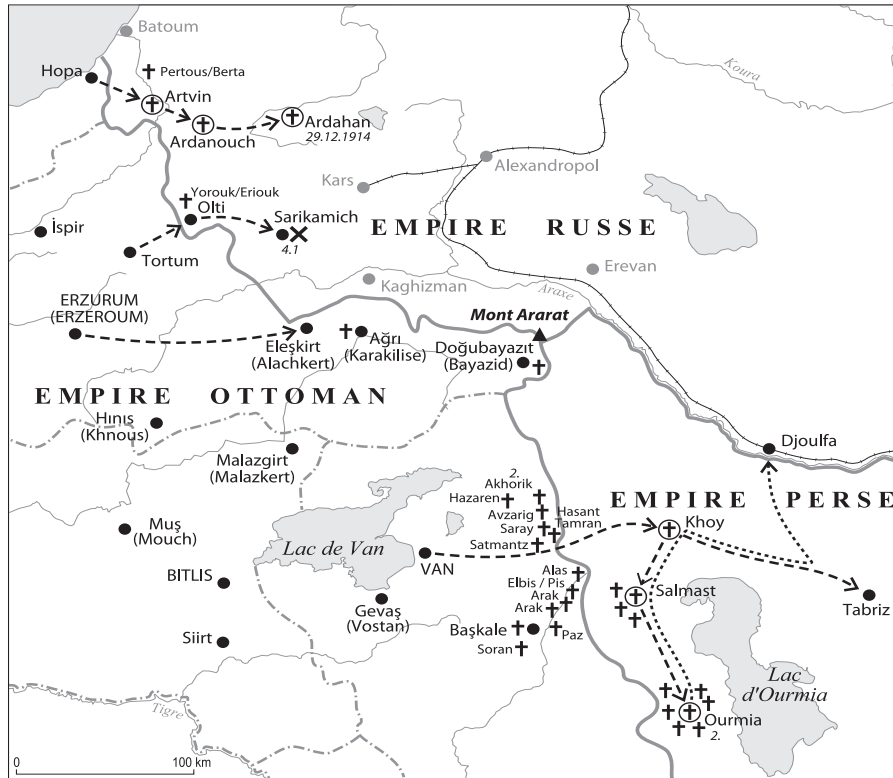 Batoum
Koura
Hopa
Pertous/Berta
Artvin
Ardanouch
Ardahan
29.12.1914
Alexandropol
Kars
Yorouk/Eriouk
Olti
Sarikamich
4.1
EMPIRE RUSSE
İspir
Tortum
Erevan
Kaghizman
Araxe
ERZURUM
(ERZEROUM)
Mont Ararat
Eleşkirt
(Alachkert)
Ağrı
(Karakilise)
Doğubayazıt
(Bayazid)
EMPIRE OTTOMAN
Hınıs
(Khnous)
Malazgirt
(Malazkert)
Djoulfa
2.
Akhorik
Hazaren
Avzarig
Hasant
Tamran
Saray
Satmantz
EMPIRE PERSE
Khoy
Muş
(Mouch)
Lac de Van
VAN
BITLIS
Alas
Elbis / Pis
Arak
Arak
Salmast
Tabriz
Gevaş
(Vostan)
Başkale
Paz
Siirt
Soran
Lac
d'Ourmia
Ourmia
2.
Tigre
0
100 km